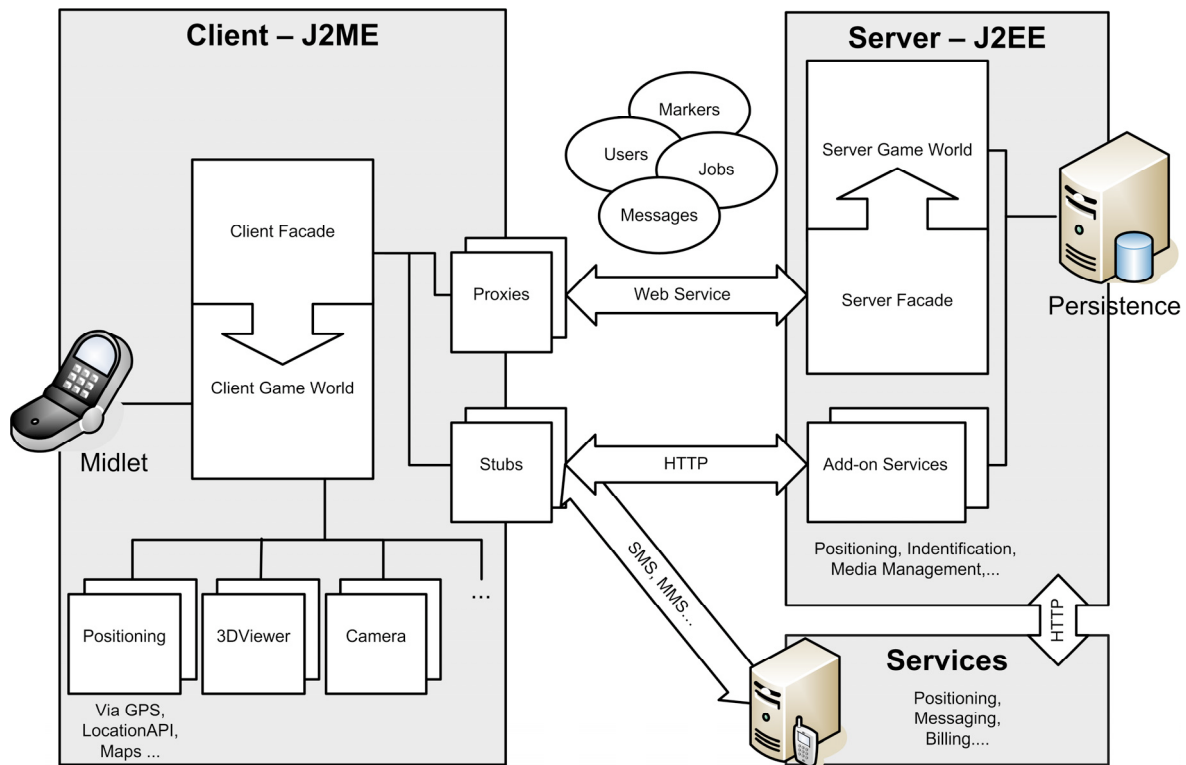 Client – J2ME
Server – J2EE
Markers
Users
Jobs
Messages
Client Facade
Client Game World
Server Game World
Server Facade
Proxies
Web Service
Persistence
Midlet
Stubs
HTTP
Add-on Services
SMS, MMS...
Positioning, Indentification,
Media Management,...
HTTP
Positioning
3DViewer
Camera
...
Via GPS,
LocationAPI,
Maps ...
Services
Positioning,
Messaging,
Billing....